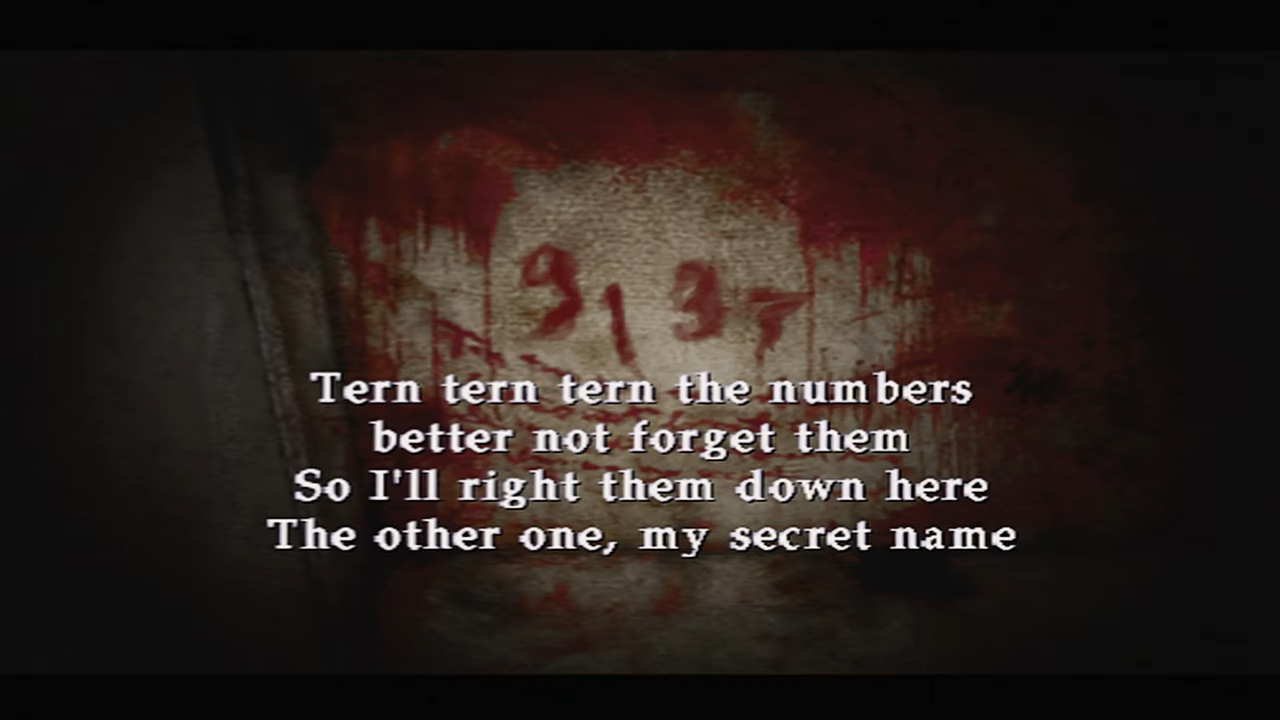 9137
Tern tern tern the numbers
better not forget them
So I'll right them down here
The other one, my secret name